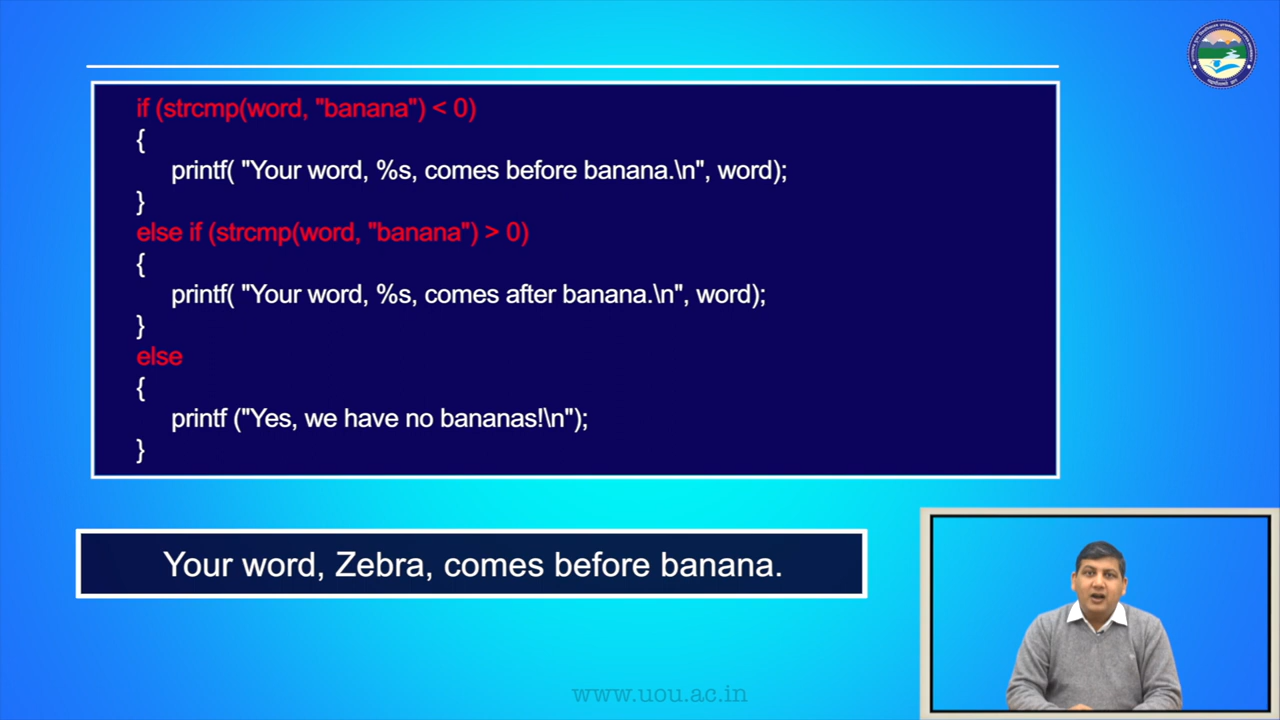 if (strcmp(word, "banana") < 0)
{
printf( "Your word, %s, comes before banana.\n", word);
}
else if (strcmp(word, "banana") > 0)
{
printf( "Your word, %s, comes after banana.\n", word);
}
else
{
printf ("Yes, we have no bananas!\n");
}
Your word, Zebra, comes before banana.
www.uou.ac.in